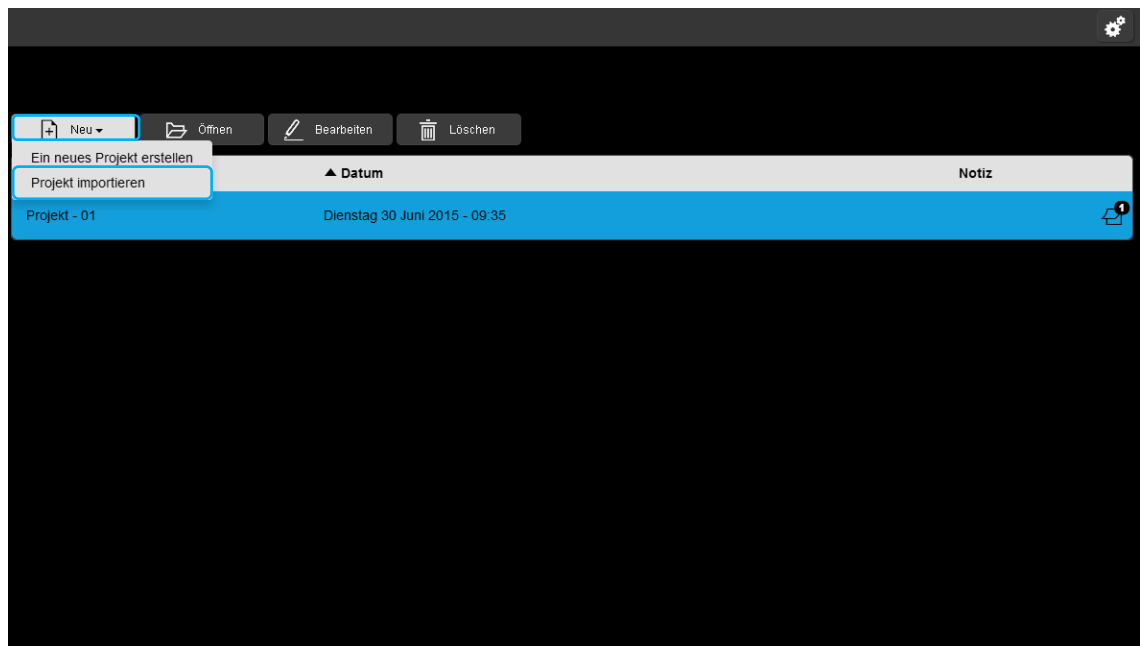 Neu Öffnen Bearbeiten Löschen
Ein neues Projekt erstellen
Projekt importieren
Datum Notiz
Projekt - 01 Dienstag 30 Juni 2015 - 09:35 1